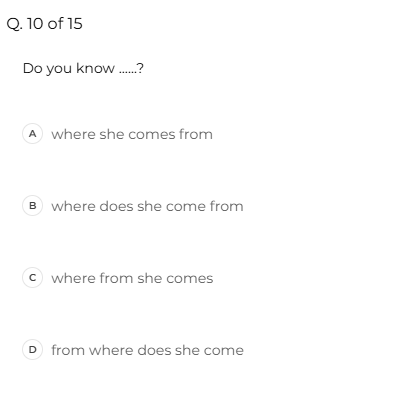 Q. 10 of 15
Do you know ......?
A where she comes from
B where does she come from
C where from she comes
D from where does she come